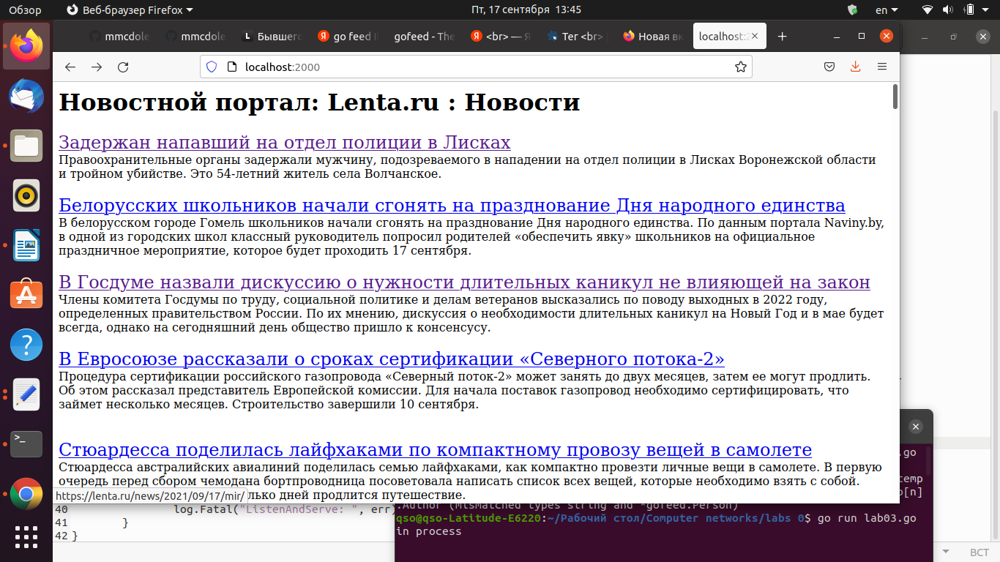 Обзор Веб-браузер Firefox Пт, 17 сентября 13:45 en
mmcdole mmcdole Бывшего go feed gofeed - The <br> — Я Тег <br> Новая вк localhost:2
localhost:2000
Новостной портал: Lenta.ru : Новости
Задержан напавший на отдел полиции в Лисках
Правоохранительные органы задержали мужчину, подозреваемого в нападении на отдел полиции в Лисках Воронежской области
и тройном убийстве. Это 54-летний житель села Волчанское.
Белорусских школьников начали сгонять на празднование Дня народного единства
В белорусском городе Гомель школьников начали сгонять на празднование Дня народного единства. По данным портала Naviny.by,
в одной из городских школ классный руководитель попросил родителей «обеспечить явку» школьников на официальное
праздничное мероприятие, которое будет проходить 17 сентября.
В Госдуме назвали дискуссию о нужности длительных каникул не влияющей на закон
Члены комитета Госдумы по труду, социальной политике и делам ветеранов высказались по поводу выходных в 2022 году,
определенных правительством России. По их мнению, дискуссия о необходимости длительных каникул на Новый Год и в мае будет
всегда, однако на сегодняшний день общество пришло к консенсусу.
В Евросоюзе рассказали о сроках сертификации «Северного потока-2»
Процедура сертификации российского газопровода «Северный поток-2» может занять до двух месяцев, затем ее могут продлить.
Об этом рассказал представитель Европейской комиссии. Для начала поставок газопровод необходимо сертифицировать, что
займет несколько месяцев. Строительство завершили 10 сентября.
Стюардесса поделилась лайфхаками по компактному провозу вещей в самолете
Стюардесса австралийских авиалиний поделилась семью лайфхаками, как компактно провезти личные вещи в самолете. В первую
очередь перед сбором чемодана бортпроводница посоветовала написать список всех вещей, которые необходимо взять с собой.
https://lenta.ru/news/2021/09/17/mir/ лько дней продлится путешествие.
40 log.Fatal("ListenAndServe: ", err)
41 }
42 }
.go
temp
p[n]
.Author (mismatched types string and *gofeed.Person)
qso@qso-Latitude-E6220:~/Рабочий стол/Computer networks/labs 0$ go run lab03.go
in process
ВСТ